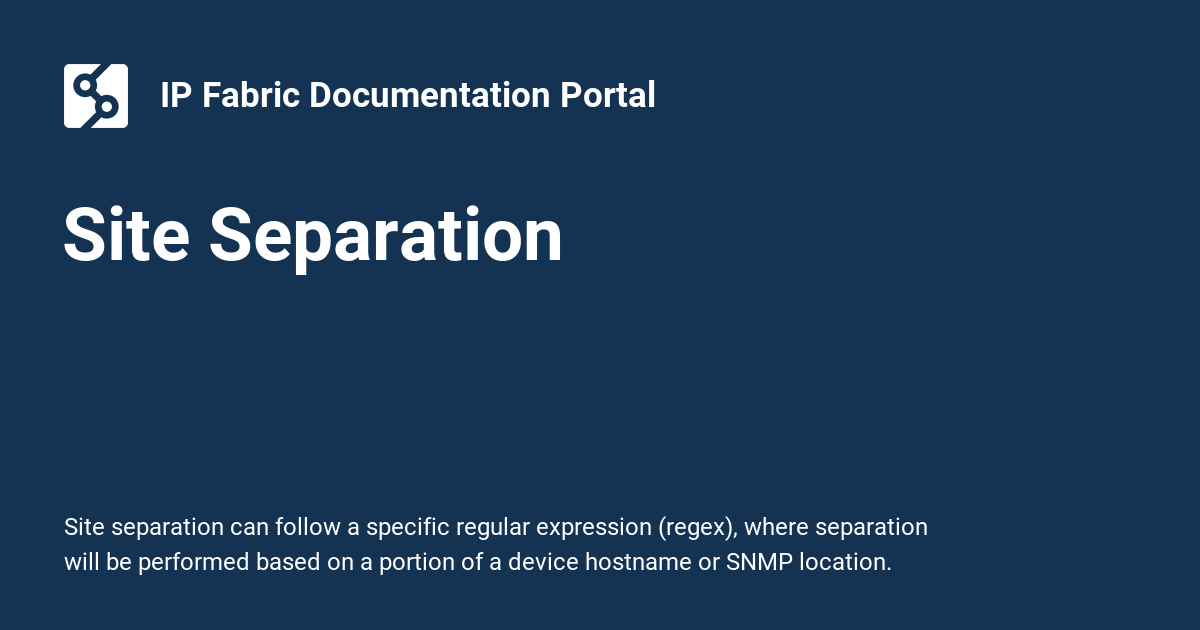 IP Fabric Documentation Portal
Site Separation
Site separation can follow a specific regular expression (regex), where separation
will be performed based on a portion of a device hostname or SNMP location.